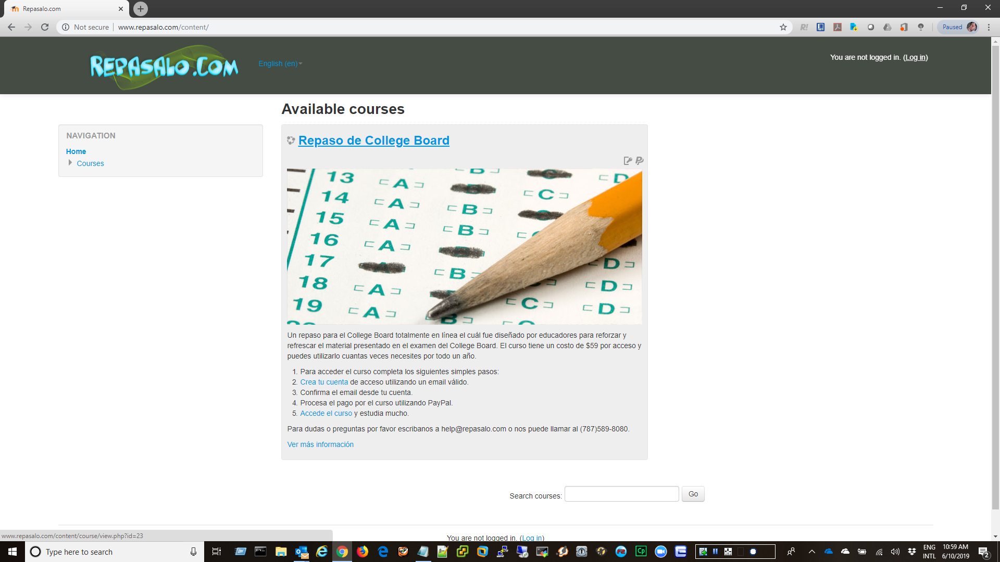 Repasalo.com
Not secure
www.repasalo.com/content/
Paused
REPASALO.COM
English (en)
You are not logged in. (Log in)
Available courses
NAVIGATION
Home
Courses
Repaso de College Board
13 A B D
14 A C
15 A B
16 A B
17 A
18 A B D
19 A C D
B D
C
Un repaso para el College Board totalmente en línea el cuál fue diseñado por educadores para reforzar y
refrescar el material presentado en el examen del College Board. El curso tiene un costo de $59 por acceso y
puedes utilizarlo cuantas veces necesites por todo un año.
1. Para acceder el curso completa los siguientes simples pasos:
2. Crea tu cuenta de acceso utilizando un email válido.
3. Confirma el email desde tu cuenta.
4. Procesa el pago por el curso utilizando PayPal.
5. Accede el curso y estudia mucho.
Para dudas o preguntas por favor escribanos a help@repasalo.com o nos puede llamar al (787)589-8080.
Ver más información
Search courses:
Go
www.repasalo.com/content/course/view.php?id=23
You are not logged in. (Log in)
Type here to search
ENG
INTL
10:59 AM
6/10/2019
2